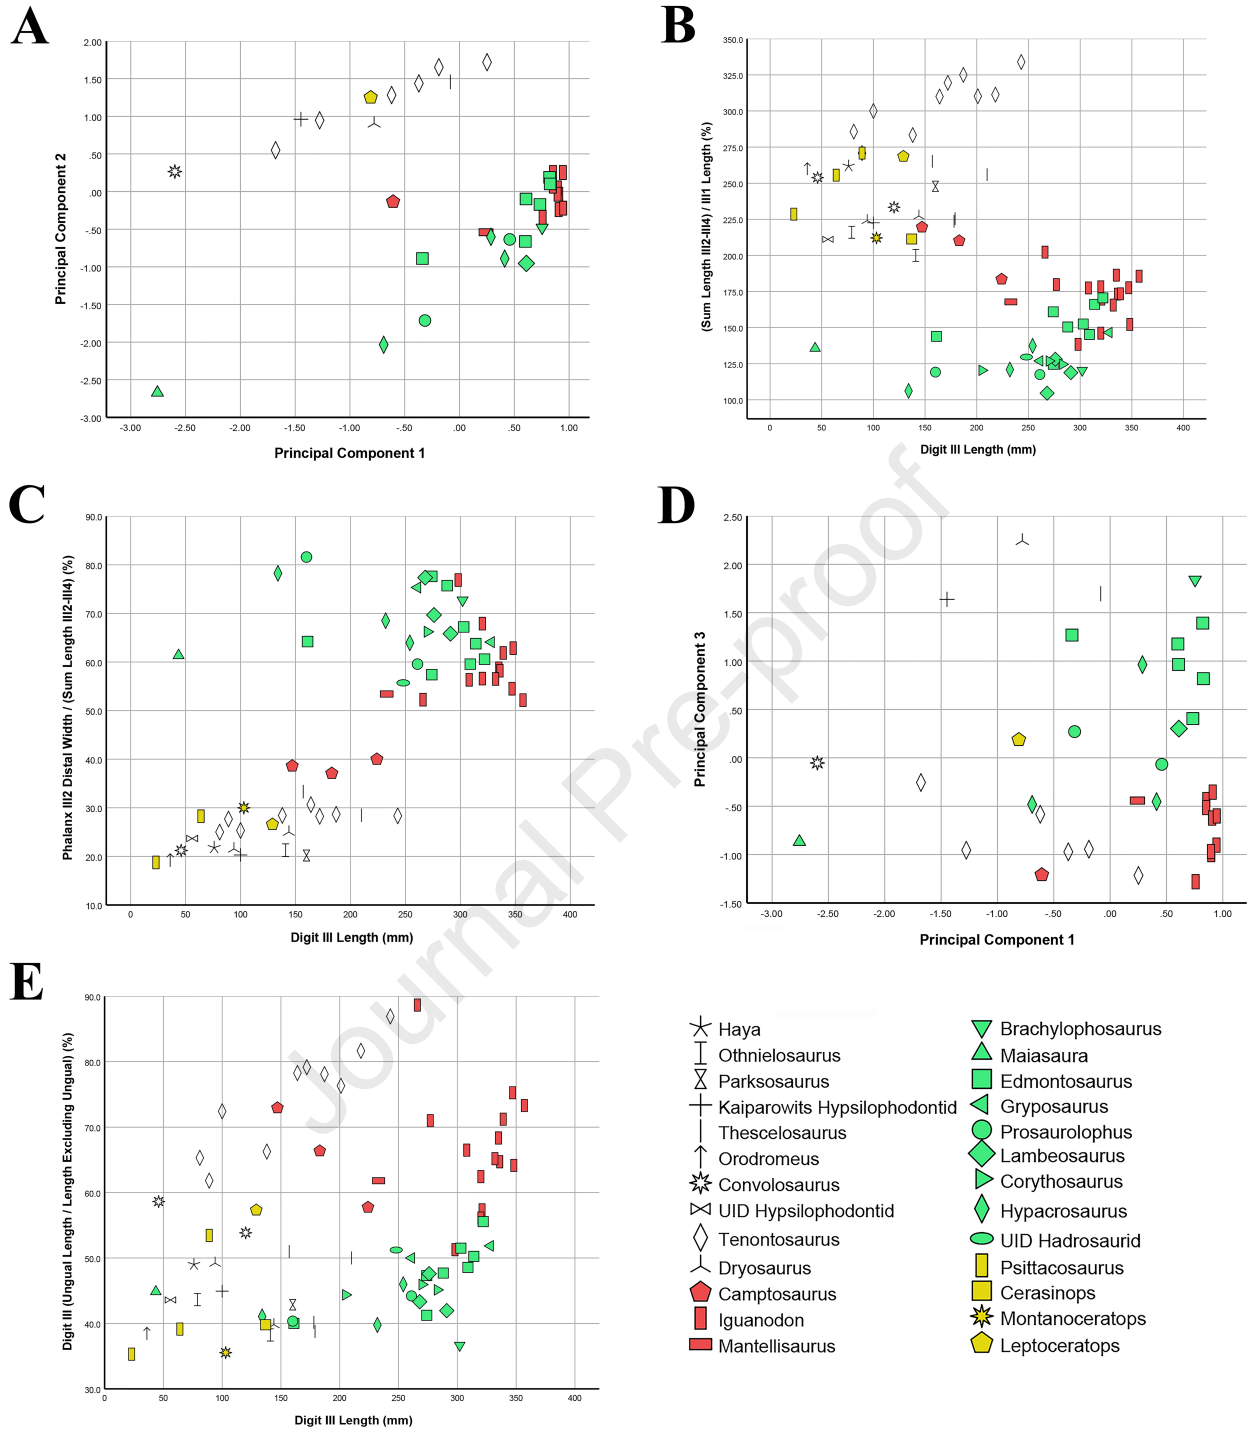 A
2.00
1.50
1.00
.50
.00
-.50
-1.00
-1.50
-2.00
-2.50
-3.00
-3.00 -2.50 -2.00 -1.50 -1.00 -.50 .00 .50 1.00
Principal Component 1
Principal Component 2
B
350.0
325.0
300.0
275.0
250.0
225.0
200.0
175.0
150.0
125.0
100.0
0 50 100 150 200 250 300 350 400
Digit III Length (mm)
(Sum Length III2-III4) / III1 Length (%)
C
90.0
80.0
70.0
60.0
50.0
40.0
30.0
20.0
10.0
0 50 100 150 200 250 300 350 400
Digit III Length (mm)
Phalanx III2 Distal Width / (Sum Length III2-III4) (%)
D
2.50
2.00
1.50
1.00
.50
.00
-.50
-1.00
-1.50
-3.00 -2.50 -2.00 -1.50 -1.00 -.50 .00 .50 1.00
Principal Component 1
Principal Component 3
E
90.0
80.0
70.0
60.0
50.0
40.0
30.0
0 50 100 150 200 250 300 350 400
Digit III Length (mm)
Digit III (Ungual Length / Length Excluding Ungual) (%)
Haya
Othnielosaurus
Parksosaurus
Kaiparowits Hypsilophodontid
Thescelosaurus
Orodromeus
Convolosaurus
UID Hypsilophodontid
Tenontosaurus
Dryosaurus
Camptosaurus
Iguanodon
Mantellisaurus
Brachylophosaurus
Maiasaura
Edmontosaurus
Gryposaurus
Prosaurolophus
Lambeosaurus
Corythosaurus
Hypacrosaurus
UID Hadrosaurid
Psittacosaurus
Cerasinops
Montanoceratops
Leptoceratops
Journal Pre-proof